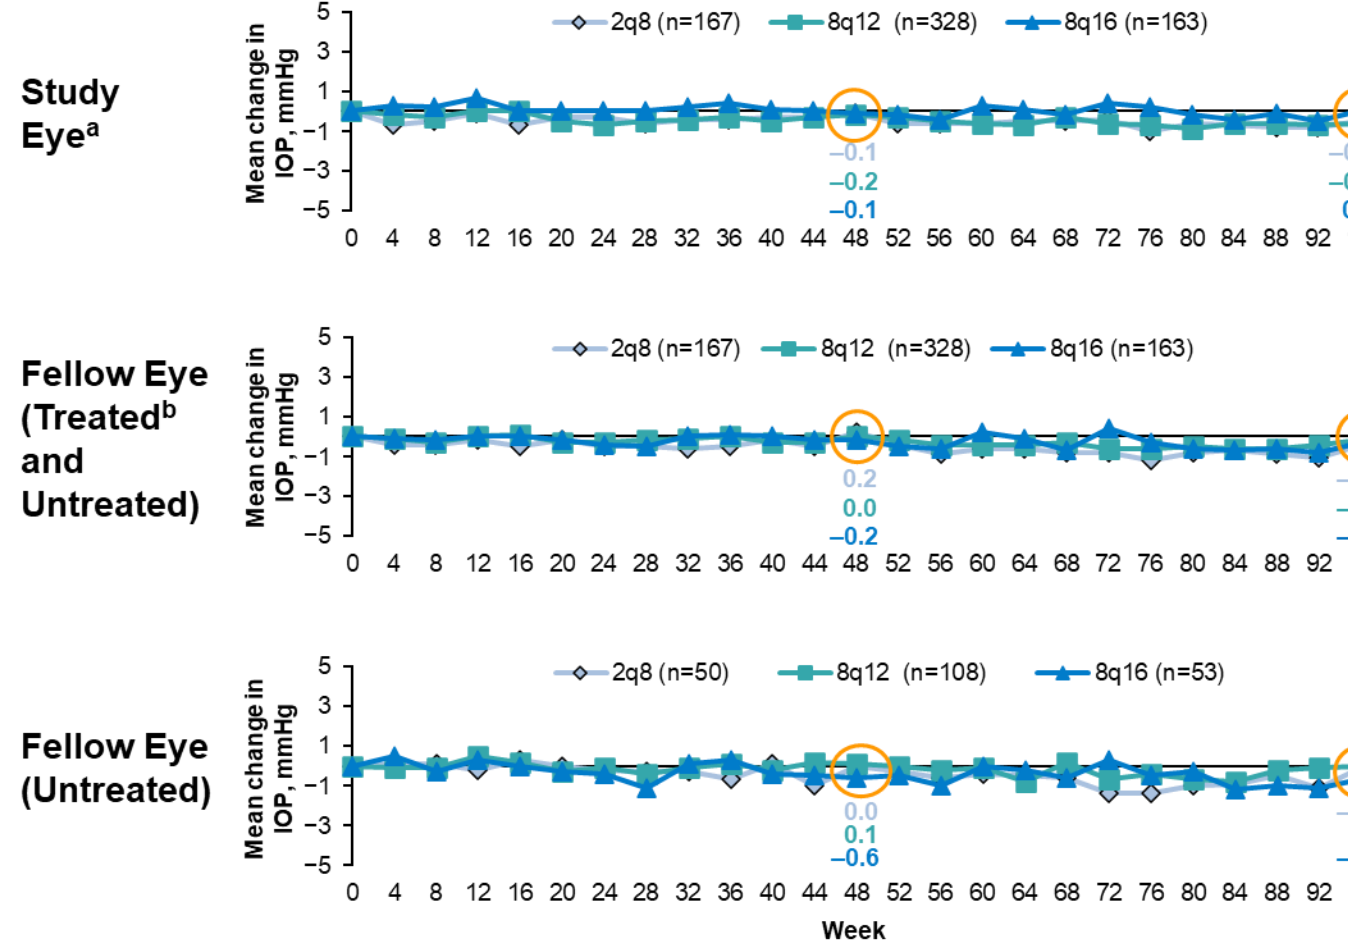 Study
Eyeᵃ
Mean change in
IOP, mmHg
5
3
1
−1
−3
−5
2q8 (n=167)
8q12 (n=328)
8q16 (n=163)
–0.1
–0.2
–0.1
0 4 8 12 16 20 24 28 32 36 40 44 48 52 56 60 64 68 72 76 80 84 88 92
Fellow Eye
(Treatedᵇ
and
Untreated)
Mean change in
IOP, mmHg
5
3
1
−1
−3
−5
2q8 (n=167)
8q12 (n=328)
8q16 (n=163)
0.2
0.0
–0.2
0 4 8 12 16 20 24 28 32 36 40 44 48 52 56 60 64 68 72 76 80 84 88 92
Fellow Eye
(Untreated)
Mean change in
IOP, mmHg
5
3
1
−1
−3
−5
2q8 (n=50)
8q12 (n=108)
8q16 (n=53)
0.0
0.1
–0.6
0 4 8 12 16 20 24 28 32 36 40 44 48 52 56 60 64 68 72 76 80 84 88 92
Week